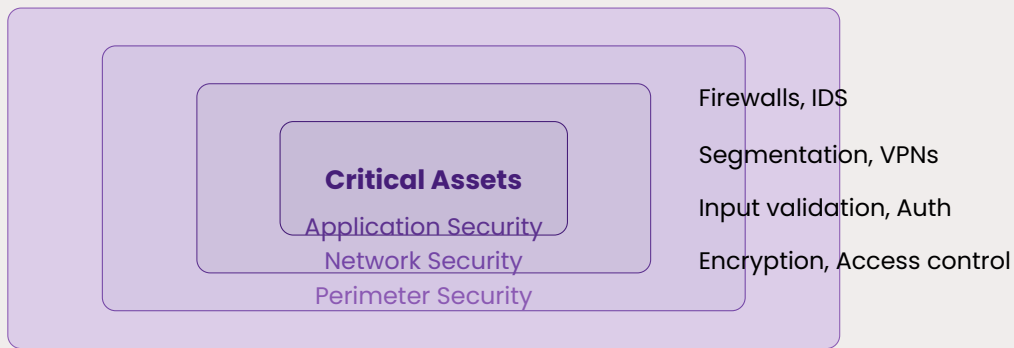 Critical Assets
Application Security
Network Security
Perimeter Security
Firewalls, IDS
Segmentation, VPNs
Input validation, Auth
Encryption, Access control